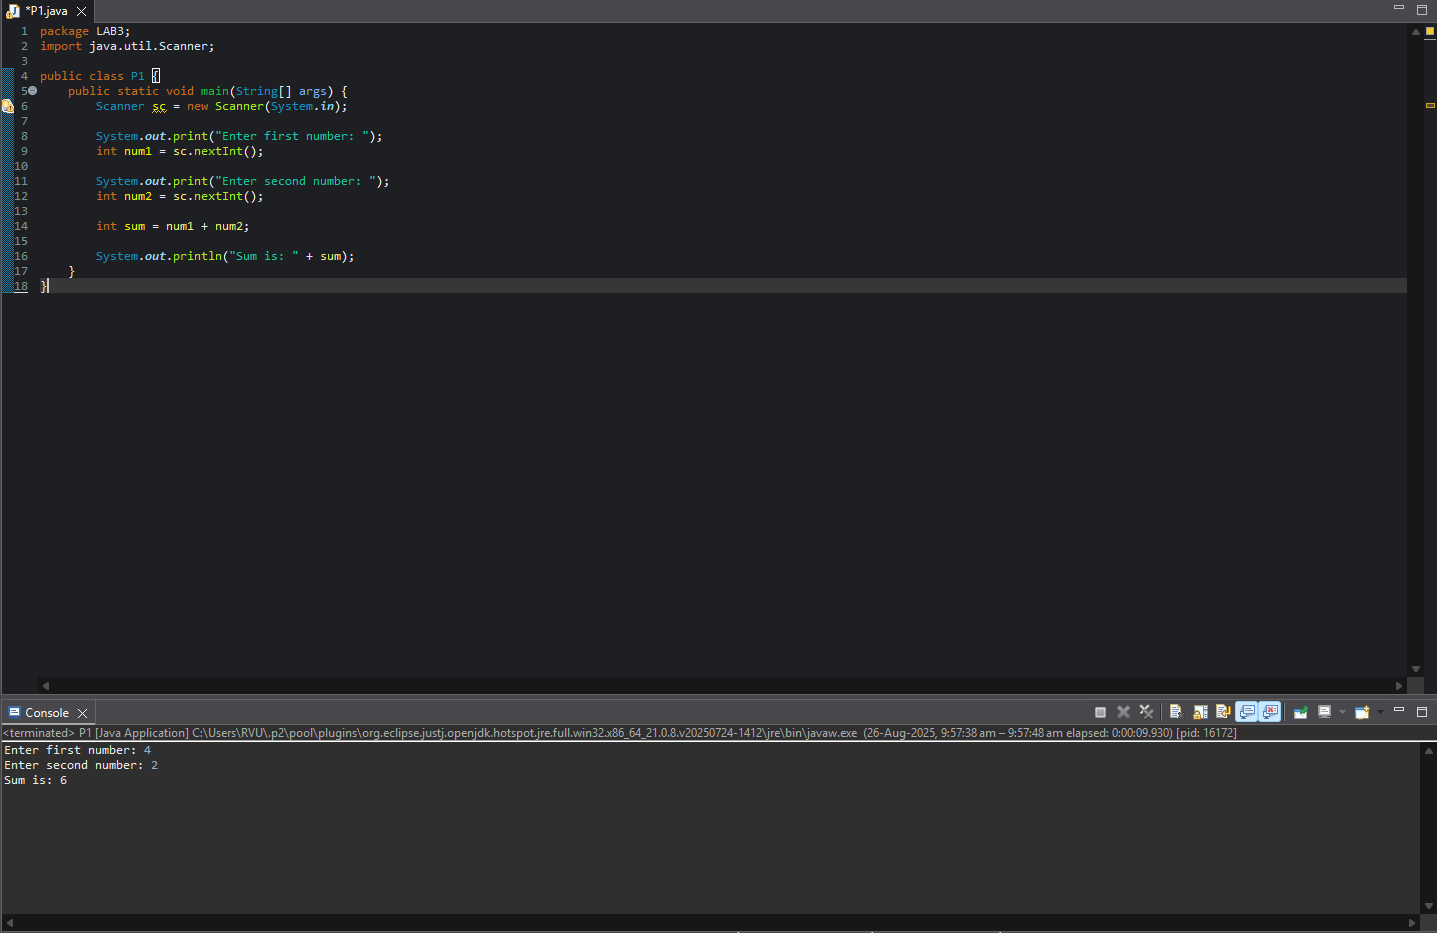 *P1.java
1 package LAB3;
2 import java.util.Scanner;
3
4 public class P1 {
5     public static void main(String[] args) {
6         Scanner sc = new Scanner(System.in);
7
8         System.out.print("Enter first number: ");
9         int num1 = sc.nextInt();
10
11         System.out.print("Enter second number: ");
12         int num2 = sc.nextInt();
13
14         int sum = num1 + num2;
15
16         System.out.println("Sum is: " + sum);
17     }
18 }
Console
<terminated> P1 [Java Application] C:\Users\RVU\.p2\pool\plugins\org.eclipse.justj.openjdk.hotspot.jre.full.win32.x86_64_21.0.8.v20250724-1412\jre\bin\javaw.exe (26-Aug-2025, 9:57:38 am – 9:57:48 am elapsed: 0:00:09.930) [pid: 16172]
Enter first number: 4
Enter second number: 2
Sum is: 6